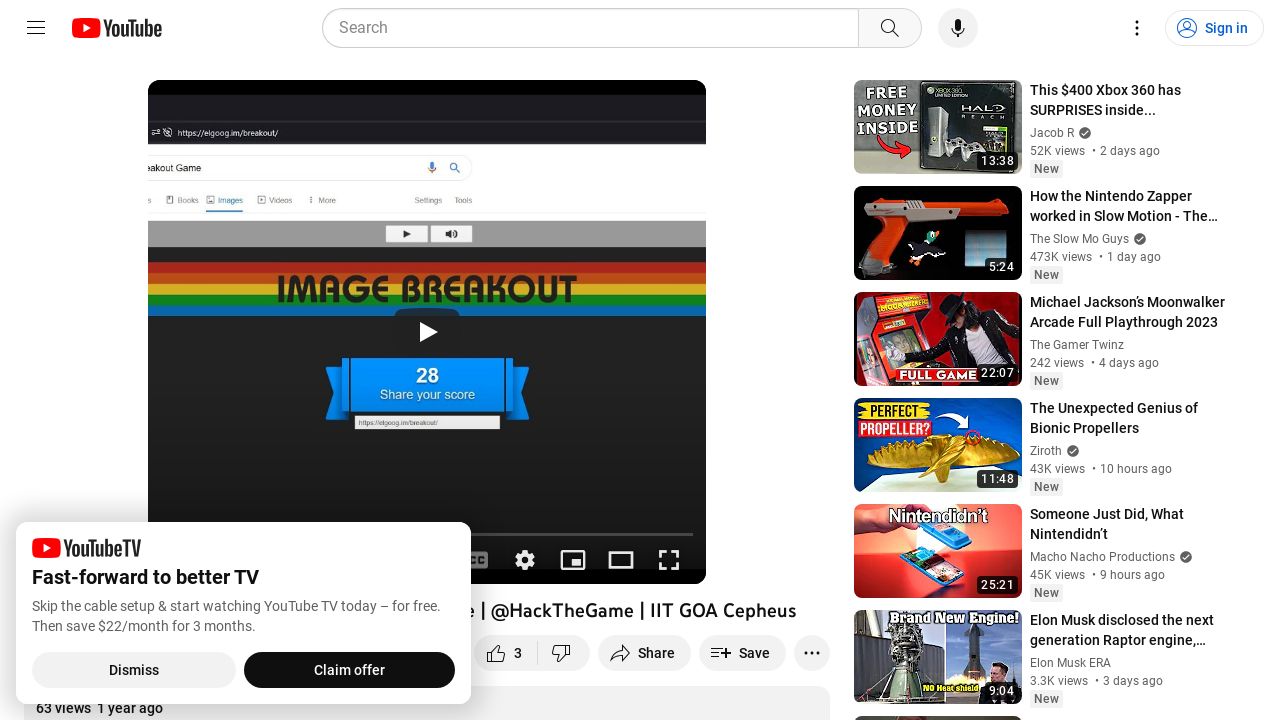 YouTube
Search
Sign in
https://elgoog.im/breakout/
eakout Game
Books
Images
Videos
More
Settings
Tools
IMAGE BREAKOUT
28
Share your score
https://elgoog.im/breakout/
CC
YouTubeTV
Fast-forward to better TV
Skip the cable setup & start watching YouTube TV today – for free.
Then save $22/month for 3 months.
Dismiss
Claim offer
e | @HackTheGame | IIT GOA Cepheus
3
Share
Save
63 views 1 year ago
FREE
MONEY
INSIDE
XBOX 360
HALO
REACH
13:38
This $400 Xbox 360 has
SURPRISES inside...
Jacob R
52K views • 2 days ago
New
5:24
How the Nintendo Zapper
worked in Slow Motion - The…
The Slow Mo Guys
473K views • 1 day ago
New
FULL GAME
22:07
Michael Jackson's Moonwalker
Arcade Full Playthrough 2023
The Gamer Twinz
242 views • 4 days ago
New
PERFECT
PROPELLER?
11:48
The Unexpected Genius of
Bionic Propellers
Ziroth
43K views • 10 hours ago
New
Nintendidn't
25:21
Someone Just Did, What
Nintendidn't
Macho Nacho Productions
45K views • 9 hours ago
New
Brand New Engine!
NO Heat shield
9:04
Elon Musk disclosed the next
generation Raptor engine,…
Elon Musk ERA
3.3K views • 3 days ago
New